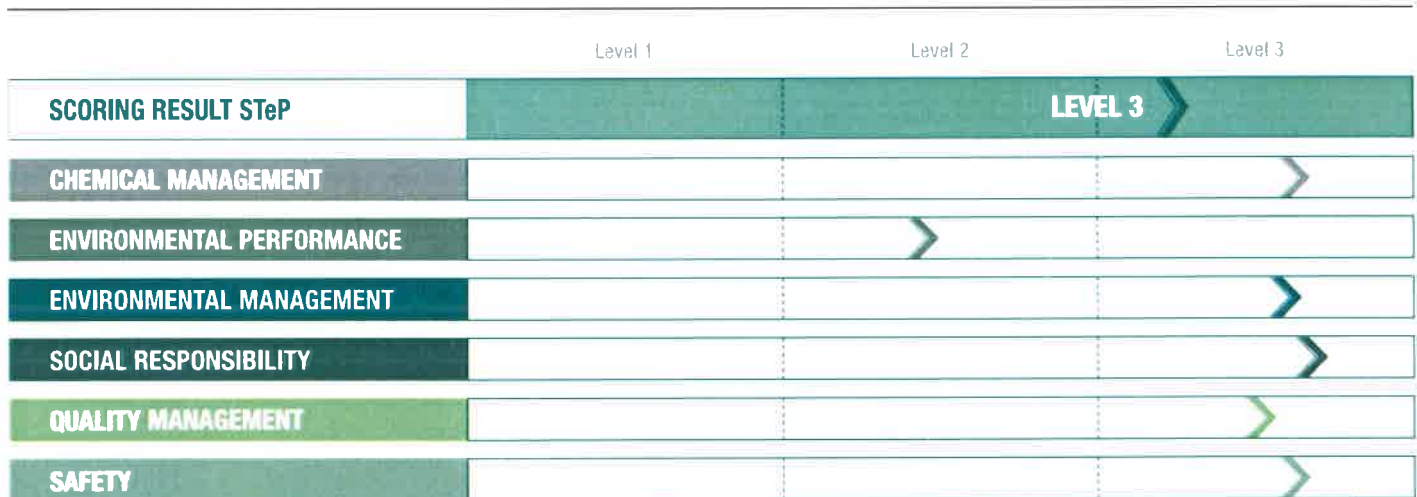 Level 1 Level 2 Level 3
SCORING RESULT STeP LEVEL 3
CHEMICAL MANAGEMENT
ENVIRONMENTAL PERFORMANCE
ENVIRONMENTAL MANAGEMENT
SOCIAL RESPONSIBILITY
QUALITY MANAGEMENT
SAFETY